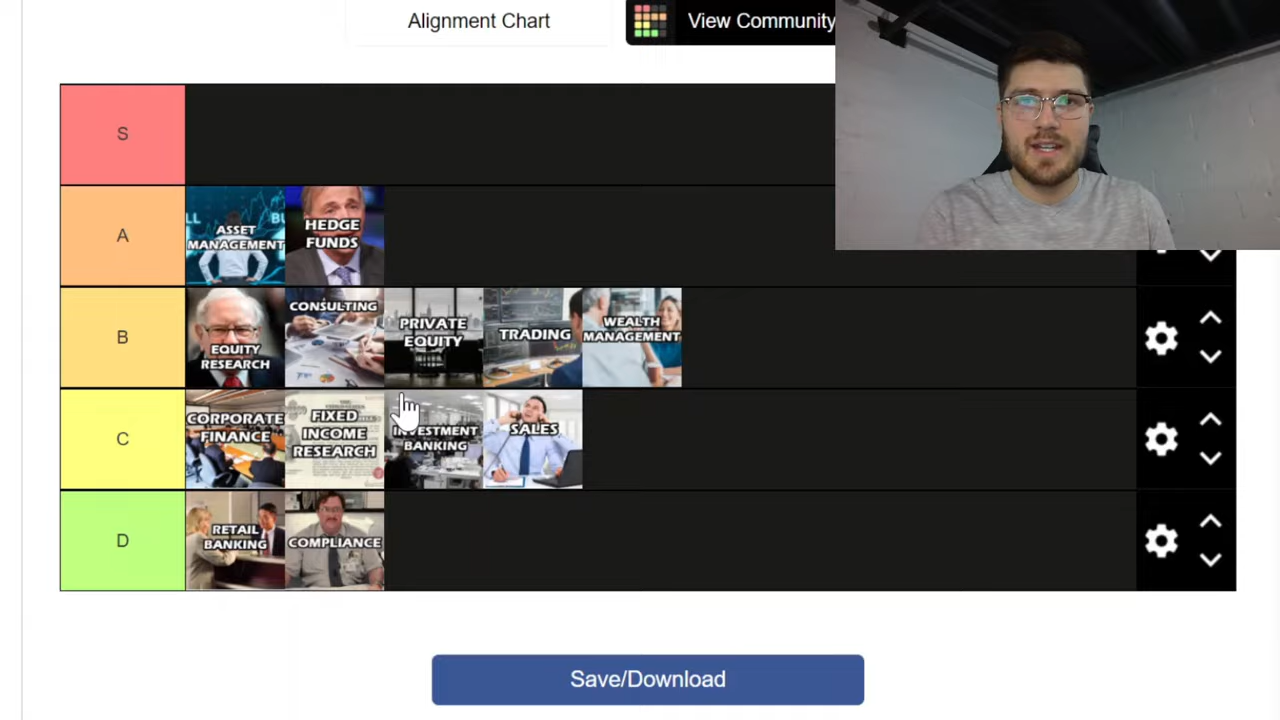 Alignment Chart
View Community
S
A
ASSET
MANAGEMENT
HEDGE
FUNDS
B
EQUITY
RESEARCH
CONSULTING
PRIVATE
EQUITY
TRADING
WEALTH
MANAGEMENT
C
CORPORATE
FINANCE
FIXED
INCOME
RESEARCH
INVESTMENT
BANKING
SALES
D
RETAIL
BANKING
COMPLIANCE
Save/Download